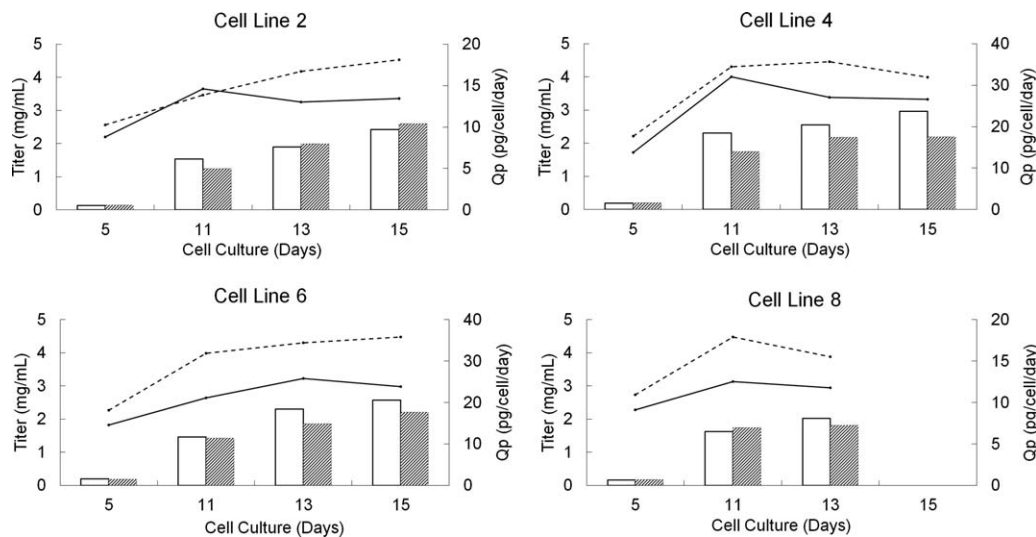 Cell Line 2
5
4
3
2
1
0
Titer (mg/mL)
20
15
10
5
0
Qp (pg/cell/day)
5 11 13 15
Cell Culture (Days)
Cell Line 4
5
4
3
2
1
0
Titer (mg/mL)
40
30
20
10
0
Qp (pg/cell/day)
5 11 13 15
Cell Culture (Days)
Cell Line 6
5
4
3
2
1
0
Titer (mg/mL)
40
30
20
10
0
Qp (pg/cell/day)
5 11 13 15
Cell Culture (Days)
Cell Line 8
5
4
3
2
1
0
Titer (mg/mL)
20
15
10
5
0
Qp (pg/cell/day)
5 11 13 15
Cell Culture (Days)